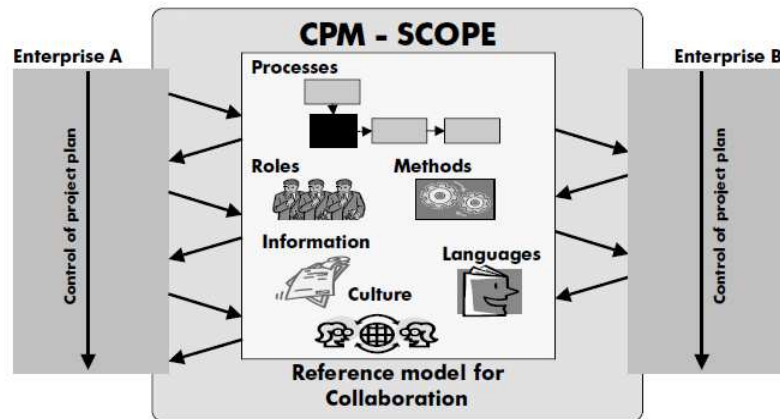 CPM - SCOPE
Enterprise A
Enterprise B
Processes
Roles
Methods
Information
Languages
Culture
Control of project plan
Control of project plan
Reference model for
Collaboration